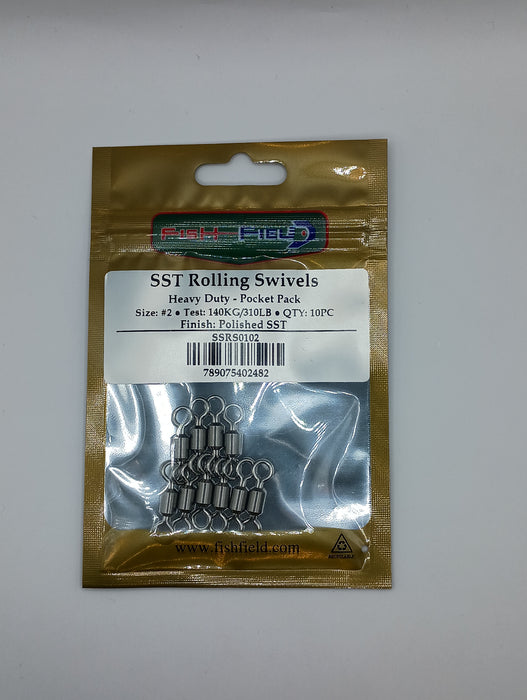 FISH FIELD
SST Rolling Swivels
Heavy Duty - Pocket Pack
Size: #2 ● Test: 140KG/310LB ● QTY: 10PC
Finish: Polished SST
SSRS0102
789075402482
www.fishfield.com
RECYCLABLE